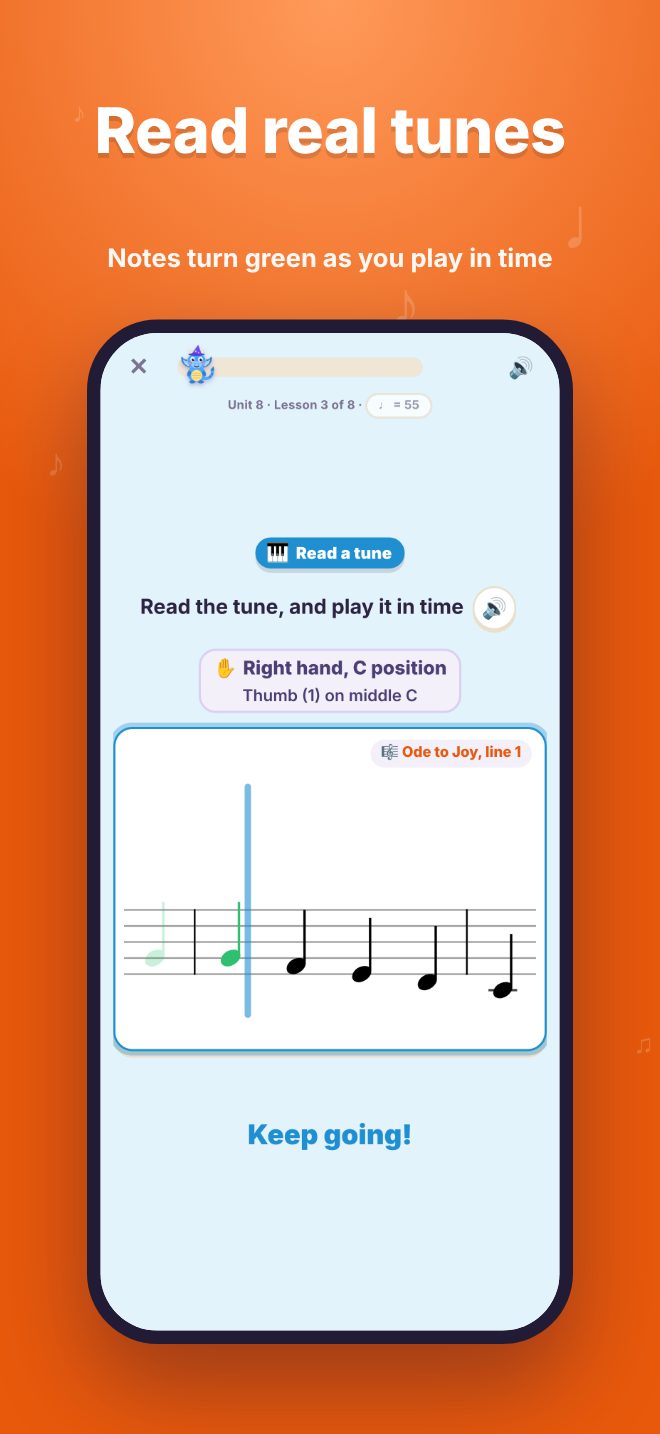 Read real tunes
Notes turn green as you play in time
Unit 8 · Lesson 3 of 8 · ♩ = 55
Read a tune
Read the tune, and play it in time
Right hand, C position
Thumb (1) on middle C
Ode to Joy, line 1
Keep going!